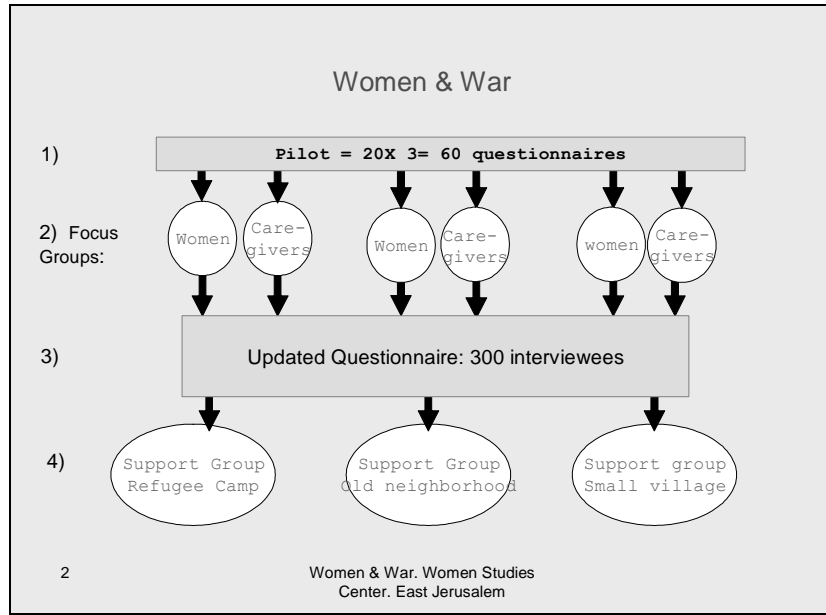 Women & War
1)
Pilot = 20X 3= 60 questionnaires
2) Focus
Groups:
Women
Care-
givers
Women
Care-
givers
women
Care-
givers
3)
Updated Questionnaire: 300 interviewees
4)
Support Group
Refugee Camp
Support Group
Old neighborhood
Support group
Small village
2
Women & War. Women Studies
Center. East Jerusalem